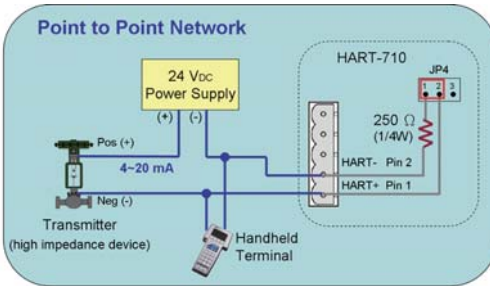 Point to Point Network
24 VDC
Power Supply
(+) (-)
HART-710
JP4
1 2 3
250 Ω
(1/4W)
Pos (+)
4~20 mA
HART- Pin 2
HART+ Pin 1
Neg (-)
Transmitter
(high impedance device)
Handheld
Terminal